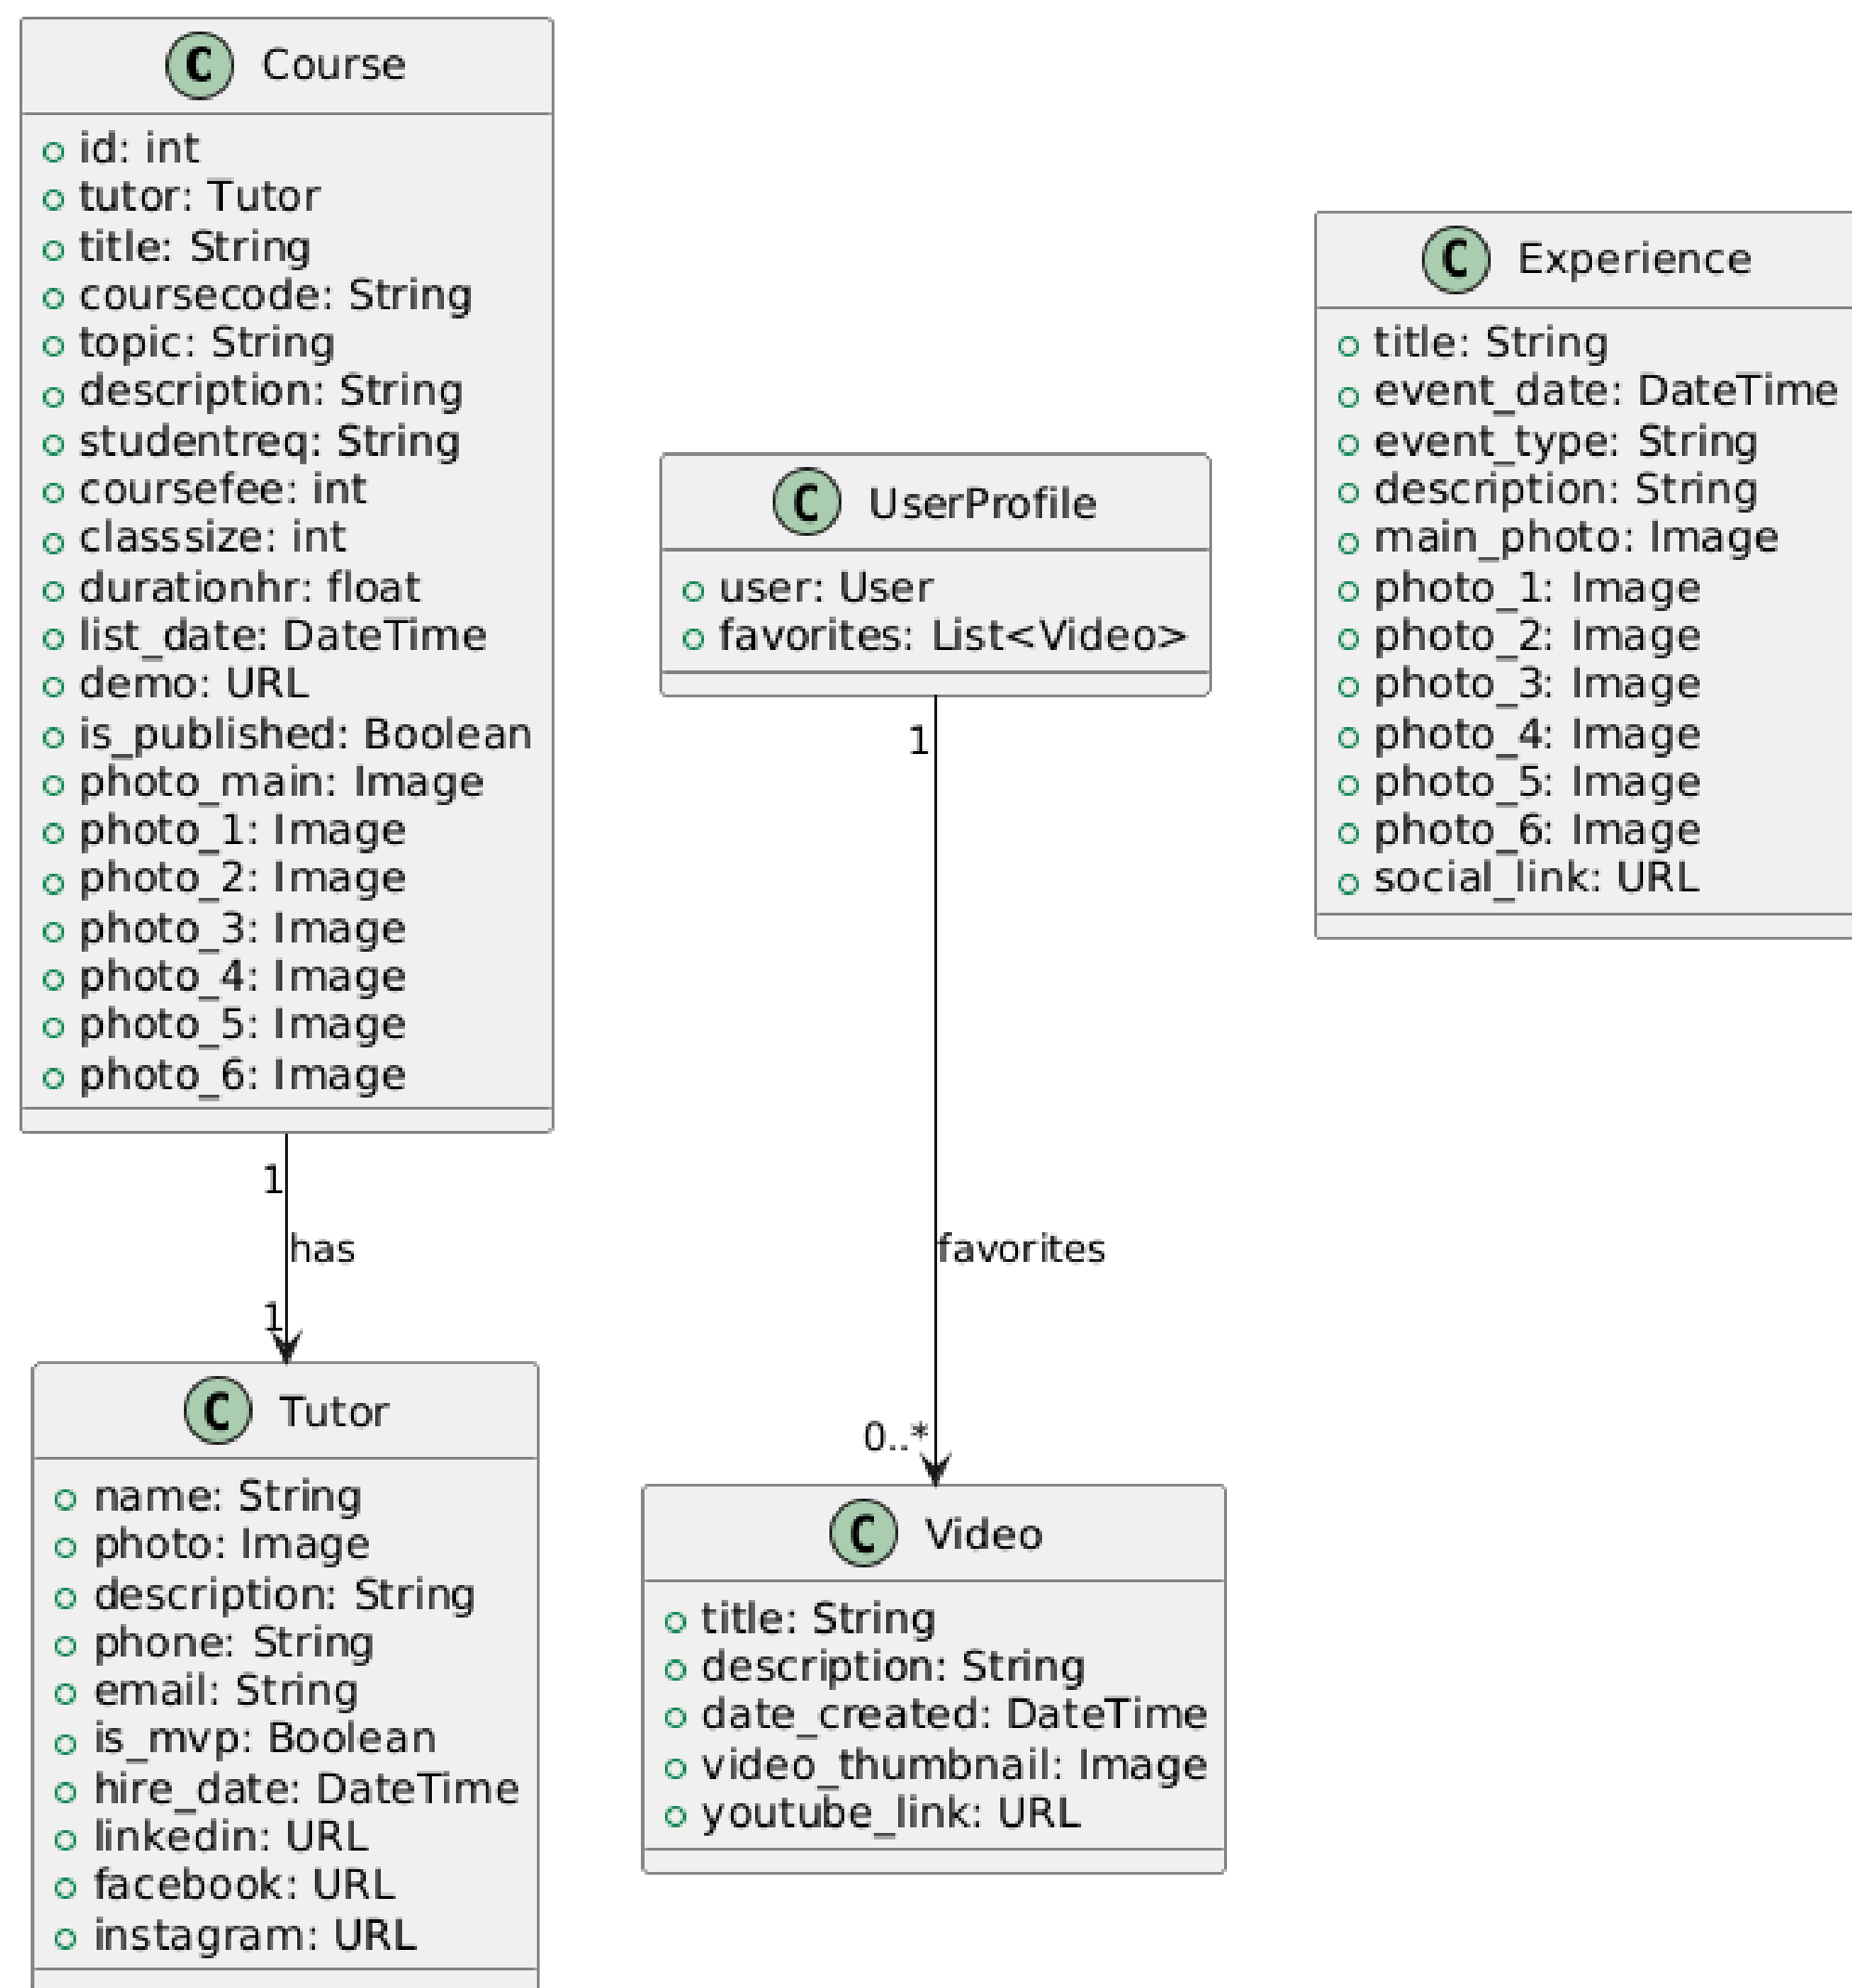 C Course
id: int
tutor: Tutor
title: String
coursecode: String
topic: String
description: String
studentreq: String
coursefee: int
classsize: int
durationhr: float
list_date: DateTime
demo: URL
is_published: Boolean
photo_main: Image
photo_1: Image
photo_2: Image
photo_3: Image
photo_4: Image
photo_5: Image
photo_6: Image
1
has
1
C Tutor
name: String
photo: Image
description: String
phone: String
email: String
is_mvp: Boolean
hire_date: DateTime
linkedin: URL
facebook: URL
instagram: URL
C UserProfile
user: User
favorites: List<Video>
1
favorites
0..*
C Video
title: String
description: String
date_created: DateTime
video_thumbnail: Image
youtube_link: URL
C Experience
title: String
event_date: DateTime
event_type: String
description: String
main_photo: Image
photo_1: Image
photo_2: Image
photo_3: Image
photo_4: Image
photo_5: Image
photo_6: Image
social_link: URL